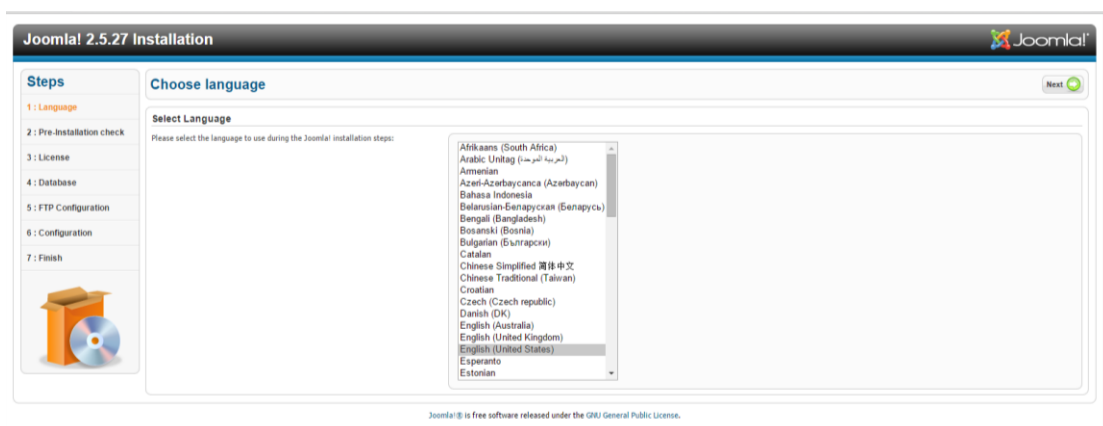 Joomla! 2.5.27 Installation
Joomla!
Steps
1 : Language
2 : Pre-Installation check
3 : License
4 : Database
5 : FTP Configuration
6 : Configuration
7 : Finish
Choose language
Next
Select Language
Please select the language to use during the Joomla! installation steps:
Afrikaans (South Africa)
Arabic Unitag (العربية الموحدة)
Armenian
Azeri-Azərbaycanca (Azərbaycan)
Bahasa Indonesia
Belarusian-Беларуская (Беларусь)
Bengali (Bangladesh)
Bosanski (Bosnia)
Bulgarian (Български)
Catalan
Chinese Simplified 简体中文
Chinese Traditional (Taiwan)
Croatian
Czech (Czech republic)
Danish (DK)
English (Australia)
English (United Kingdom)
English (United States)
Esperanto
Estonian
Joomla!® is free software released under the GNU General Public License.